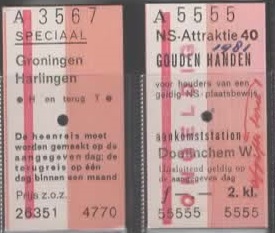 A 3567
SPECIAAL
Groningen
Harlingen
H en terug T
De heenreis moet
worden gemaakt op de
aangegeven dag; de
terugreis op één
dag binnen een maand
Prijs z.o.z.
26351 4770
A 5555
NS-Attraktie 40
1981
GOUDEN HANDEN
voor houders van een
geldig NS-plaatsbewijs
aankomststation
Doetinchem W.
Uitsluitend geldig op
de aangegeven dag
2. kl.
55555 5555